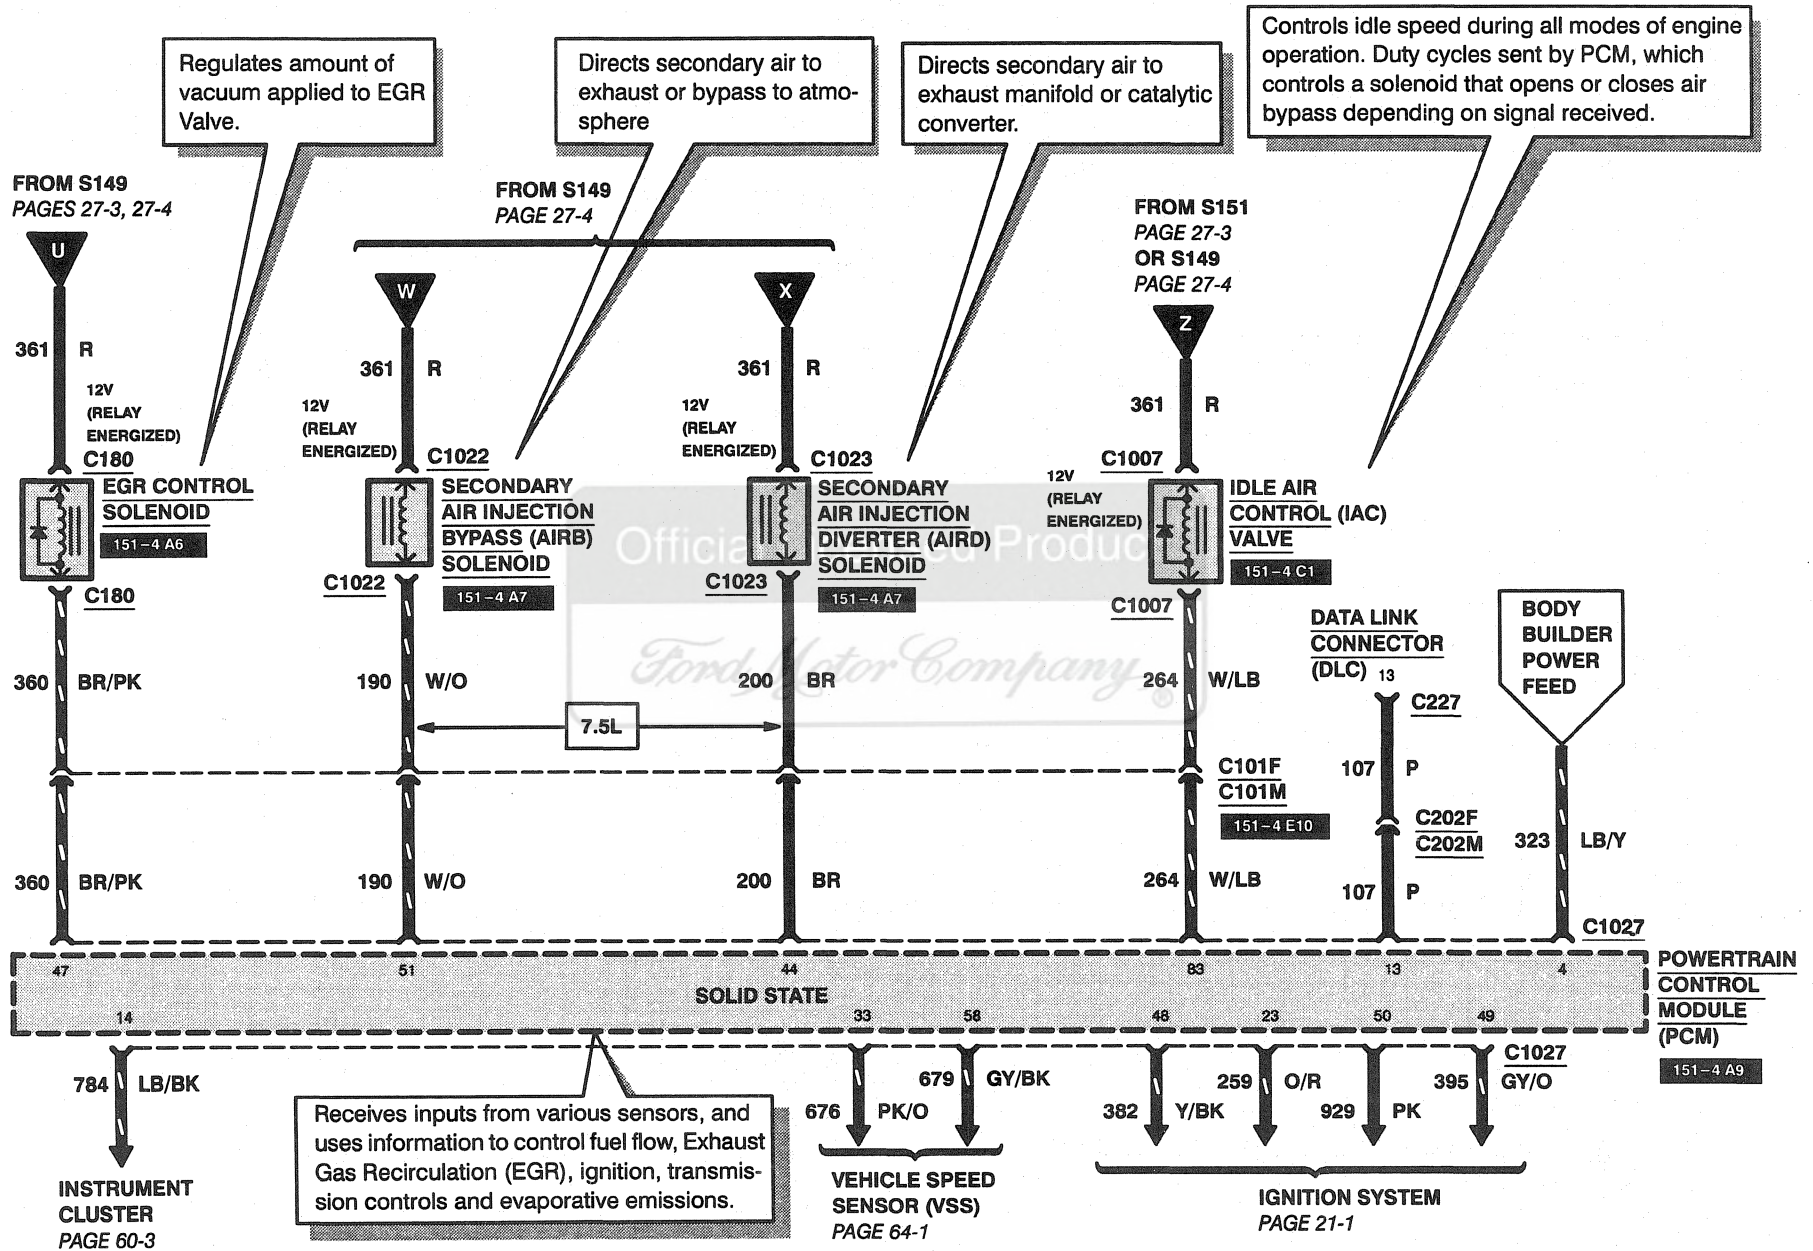 Regulates amount of
vacuum applied to EGR
Valve.
Directs secondary air to
exhaust or bypass to atmo-
sphere
Directs secondary air to
exhaust manifold or catalytic
converter.
Controls idle speed during all modes of engine
operation. Duty cycles sent by PCM, which
controls a solenoid that opens or closes air
bypass depending on signal received.
FROM S149
PAGES 27-3, 27-4
U
361 R
12V
(RELAY
ENERGIZED)
C180
EGR CONTROL
SOLENOID
151-4 A6
C180
360 BR/PK
360 BR/PK
FROM S149
PAGE 27-4
W
361 R
12V
(RELAY
ENERGIZED)
C1022
SECONDARY
AIR INJECTION
BYPASS (AIRB)
SOLENOID
151-4 A7
C1022
190 W/O
7.5L
190 W/O
X
361 R
12V
(RELAY
ENERGIZED)
C1023
SECONDARY
AIR INJECTION
DIVERTER (AIRD)
SOLENOID
151-4 A7
C1023
200 BR
200 BR
FROM S151
PAGE 27-3
OR S149
PAGE 27-4
Z
361 R
C1007
12V
(RELAY
ENERGIZED)
IDLE AIR
CONTROL (IAC)
VALVE
151-4 C1
C1007
264 W/LB
C101F
C101M
151-4 E10
264 W/LB
DATA LINK
CONNECTOR
(DLC) 13
C227
107 P
C202F
C202M
107 P
BODY
BUILDER
POWER
FEED
323 LB/Y
C1027
Product
Ford Motor Company ®
47 51 44 83 13 4
SOLID STATE
14 33 58 48 23 50 49
POWERTRAIN
CONTROL
MODULE
(PCM)
151-4 A9
C1027
784 LB/BK
INSTRUMENT
CLUSTER
PAGE 60-3
Receives inputs from various sensors, and
uses information to control fuel flow, Exhaust
Gas Recirculation (EGR), ignition, transmis-
sion controls and evaporative emissions.
676 PK/O
679 GY/BK
VEHICLE SPEED
SENSOR (VSS)
PAGE 64-1
382 Y/BK
259 O/R
929 PK
395 GY/O
IGNITION SYSTEM
PAGE 21-1